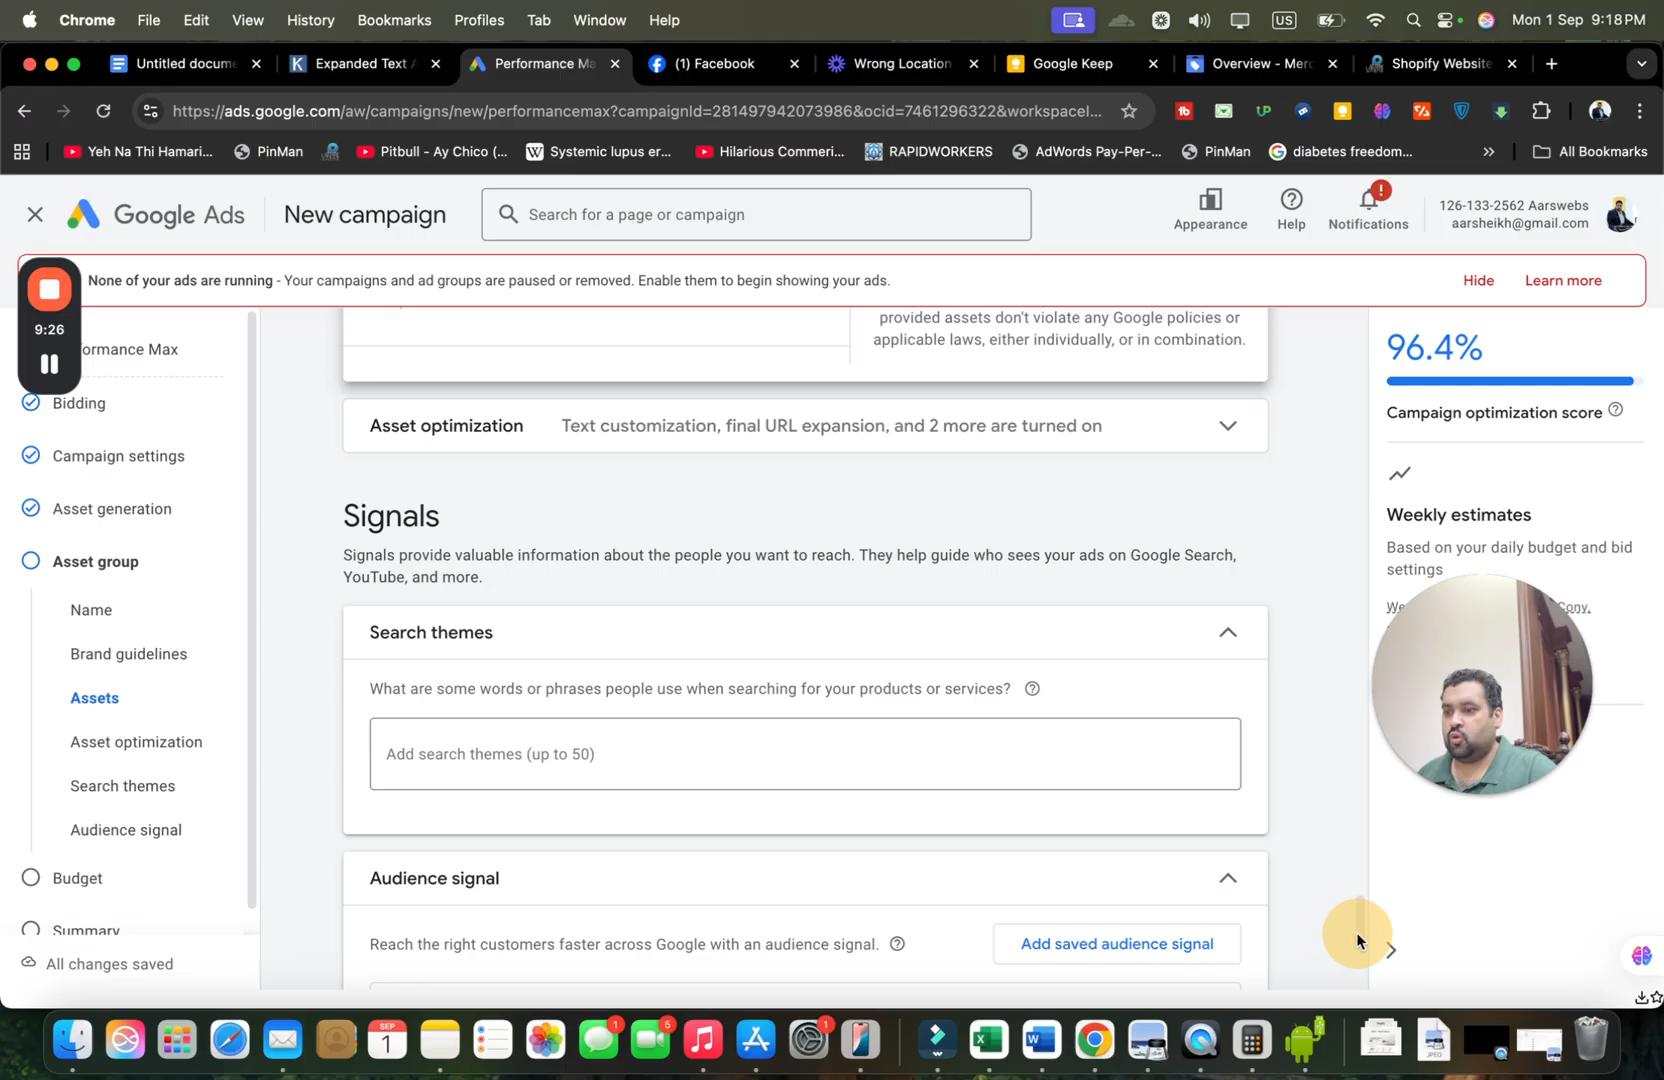 Chrome File Edit View History Bookmarks Profiles Tab Window Help US Mon 1 Sep 9:18 PM
Untitled docume Expanded Text Performance Ma (1) Facebook Wrong Location Google Keep Overview - Merc Shopify Website
https://ads.google.com/aw/campaigns/new/performancemax?campaignId=281497942073986&ocid=7461296322&workspaceI...
Yeh Na Thi Hamari... PinMan Pitbull - Ay Chico (... Systemic lupus er... Hilarious Commeri... RAPIDWORKERS AdWords Pay-Per-... PinMan diabetes freedom... All Bookmarks
Google Ads New campaign Search for a page or campaign Appearance Help Notifications
126-133-2562 Aarswebs
aarsheikh@gmail.com
None of your ads are running - Your campaigns and ad groups are paused or removed. Enable them to begin showing your ads. Hide Learn more
9:26
formance Max
Bidding
Campaign settings
Asset generation
Asset group
Name
Brand guidelines
Assets
Asset optimization
Search themes
Audience signal
Budget
Summary
All changes saved
provided assets don't violate any Google policies or
applicable laws, either individually, or in combination.
Asset optimization Text customization, final URL expansion, and 2 more are turned on
Signals
Signals provide valuable information about the people you want to reach. They help guide who sees your ads on Google Search,
YouTube, and more.
Search themes
What are some words or phrases people use when searching for your products or services?
Add search themes (up to 50)
Audience signal
Reach the right customers faster across Google with an audience signal. Add saved audience signal
96.4%
Campaign optimization score
Weekly estimates
Based on your daily budget and bid
settings
Conv.
SEP
1
1
5
1
JPEG